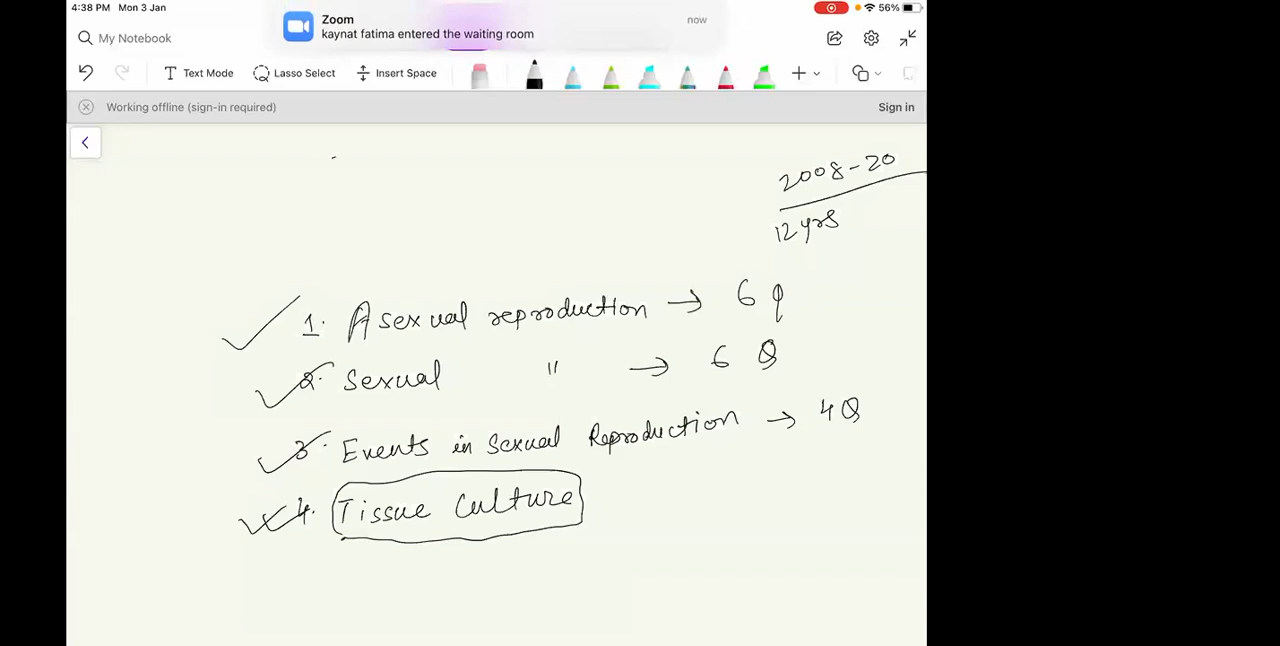 4:38 PM Mon 3 Jan
56%
Zoom
now
kaynat fatima entered the waiting room
My Notebook
Text Mode
Lasso Select
Insert Space
Working offline (sign-in required)
Sign in
2008-20
12 yrs
1. Asexual reproduction → 6 q
2. Sexual " → 6 Q
3. Events in Sexual Reproduction → 4Q
4. Tissue Culture